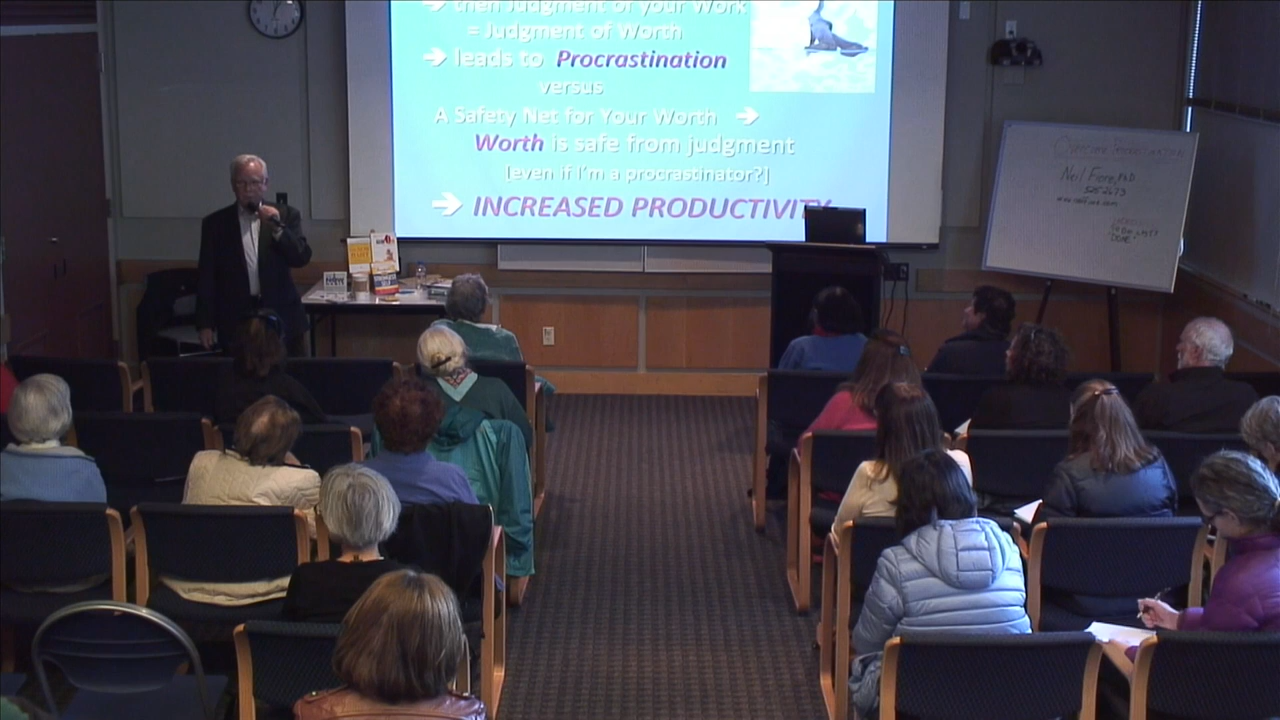 → then Judgment of your Work
= Judgment of Worth
→ leads to Procrastination
versus
A Safety Net for Your Worth →
Worth is safe from judgment
[even if I'm a procrastinator?]
→ INCREASED PRODUCTIVITY
Neil Fiore, PhD